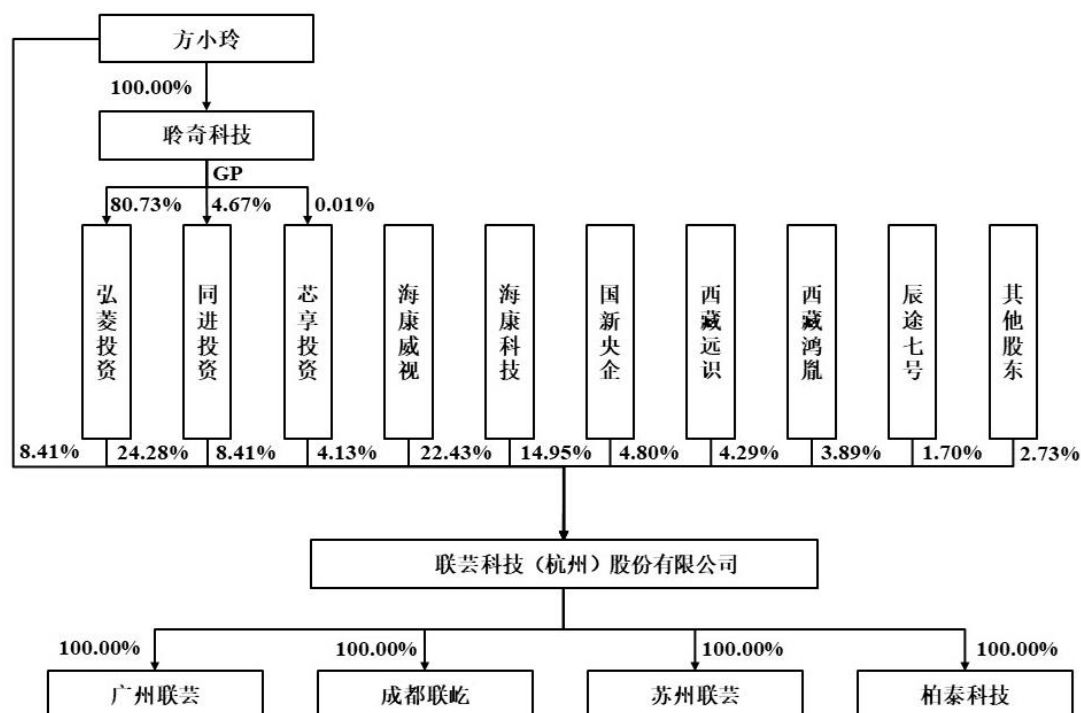 方小玲
100.00%
聆奇科技
GP
80.73% 4.67% 0.01%
弘菱投资
同进投资
芯享投资
海康威视
海康科技
国新央企
西藏远识
西藏鸿胤
辰途七号
其他股东
8.41% 24.28% 8.41% 4.13% 22.43% 14.95% 4.80% 4.29% 3.89% 1.70% 2.73%
联芸科技（杭州）股份有限公司
100.00% 100.00% 100.00% 100.00%
广州联芸 成都联屹 苏州联芸 柏泰科技